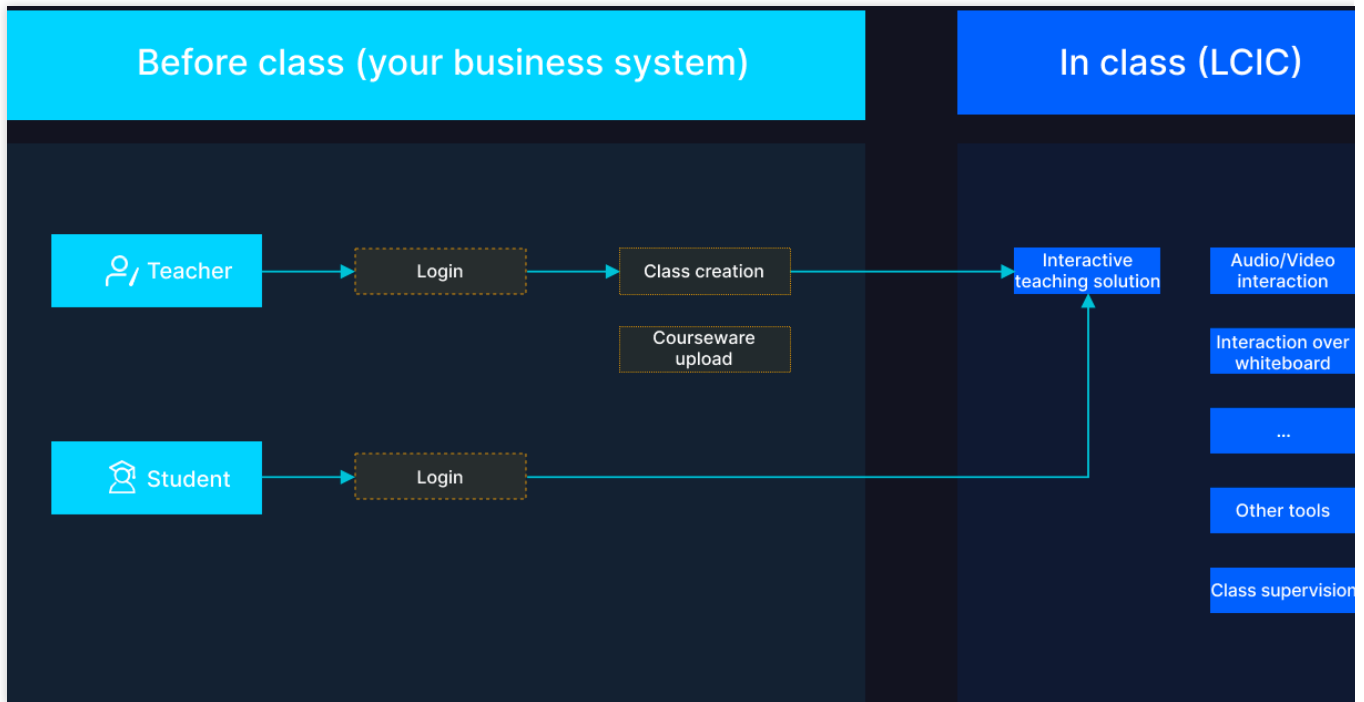 Before class (your business system)
In class (LCIC)
Teacher
Login
Class creation
Interactive
teaching solution
Audio/Video
interaction
Courseware
upload
Interaction over
whiteboard
Student
Login
...
Other tools
Class supervision